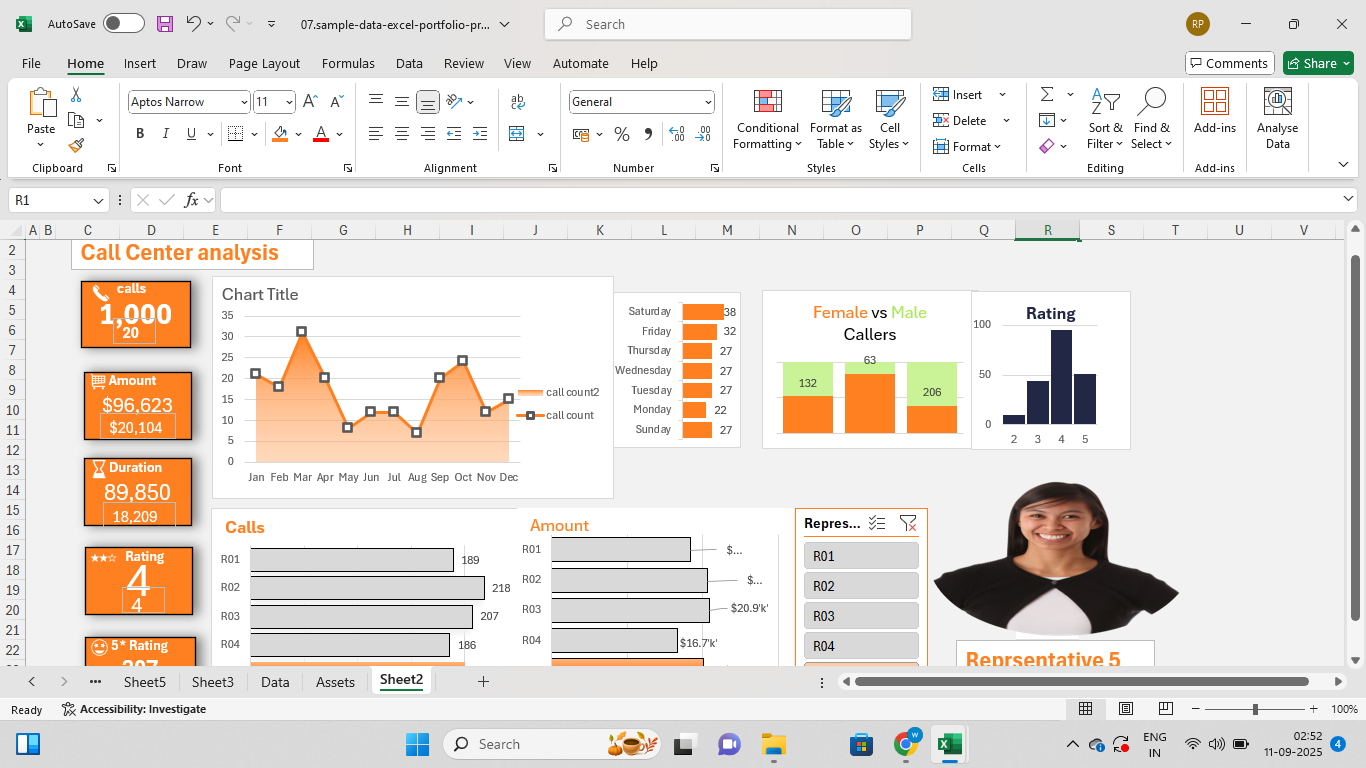 AutoSave
07.sample-data-excel-portfolio-pr...
Search
RP
File Home Insert Draw Page Layout Formulas Data Review View Automate Help
Comments Share
Paste
Clipboard
Aptos Narrow 11
B I U
Font
ab
Alignment
General
% ,
Number
Conditional Formatting
Format as Table
Cell Styles
Styles
Insert
Delete
Format
Cells
Sort & Filter
Find & Select
Editing
Add-ins
Add-ins
Analyse Data
R1
fx
A B C D E F G H I J K L M N O P Q R S T U V
2
3
4
5
6
7
8
9
10
11
12
13
14
15
16
17
18
19
20
21
22
Call Center analysis
calls
1,000
20
Amount
$96,623
$20,104
Duration
89,850
18,209
Rating
4
4
5* Rating
Chart Title
35
30
25
20
15
10
5
0
Jan Feb Mar Apr May Jun Jul Aug Sep Oct Nov Dec
call count2
call count
Saturday 38
Friday 32
Thursday 27
Wednesday 27
Tuesday 27
Monday 22
Sunday 27
Female vs Male
Callers
132
63
206
Rating
100
50
0
2 3 4 5
Calls
R01 189
R02 218
R03 207
R04 186
Amount
R01 $...
R02 $...
R03 $20.9'k'
R04 $16.7'k'
Repres...
R01
R02
R03
R04
Reprsentative 5
Sheet5 Sheet3 Data Assets Sheet2
Ready
Accessibility: Investigate
100%
Search
W
ENG
IN
02:52
11-09-2025
4